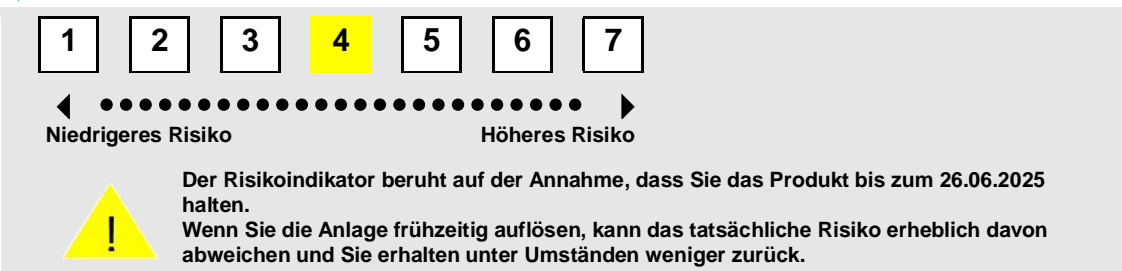 1 2 3 4 5 6 7
Niedrigeres Risiko Höheres Risiko
!
Der Risikoindikator beruht auf der Annahme, dass Sie das Produkt bis zum 26.06.2025
halten.
Wenn Sie die Anlage frühzeitig auflösen, kann das tatsächliche Risiko erheblich davon
abweichen und Sie erhalten unter Umständen weniger zurück.